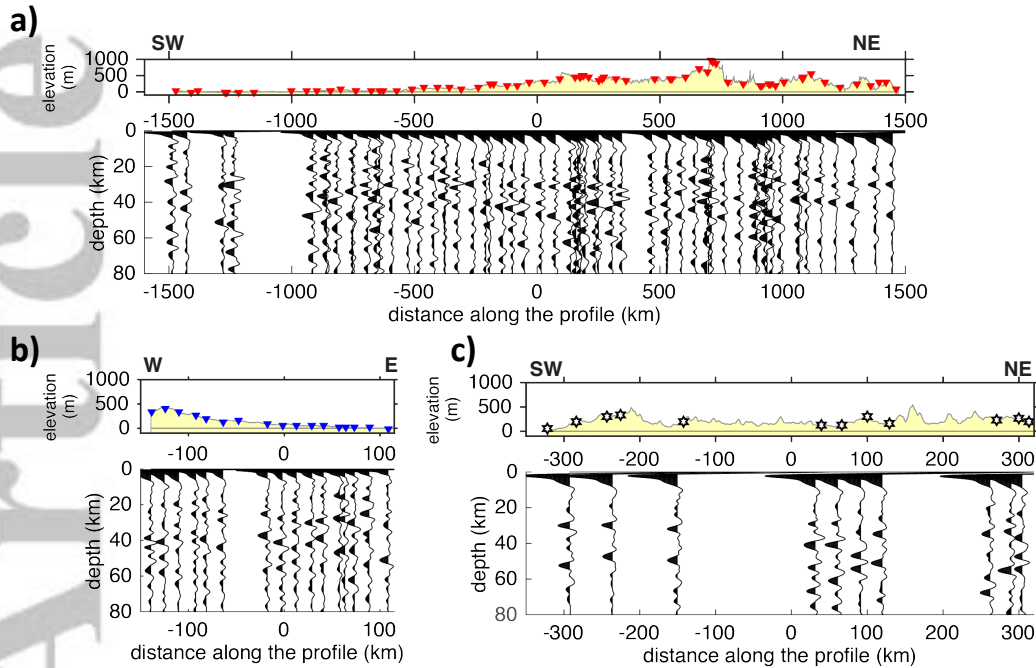 Article
a)
SW NE
elevation (m)
1000
500
0
-1500 -1000 -500 0 500 1000 1500
depth (km)
0
20
40
60
80
-1500 -1000 -500 0 500 1000 1500
distance along the profile (km)
b)
W E
elevation (m)
1000
500
0
-100 0 100
depth (km)
0
20
40
60
80
-100 0 100
distance along the profile (km)
c)
SW NE
elevation (m)
1000
500
0
-300 -200 -100 0 100 200 300
depth (km)
0
20
40
60
80
-300 -200 -100 0 100 200 300
distance along the profile (km)